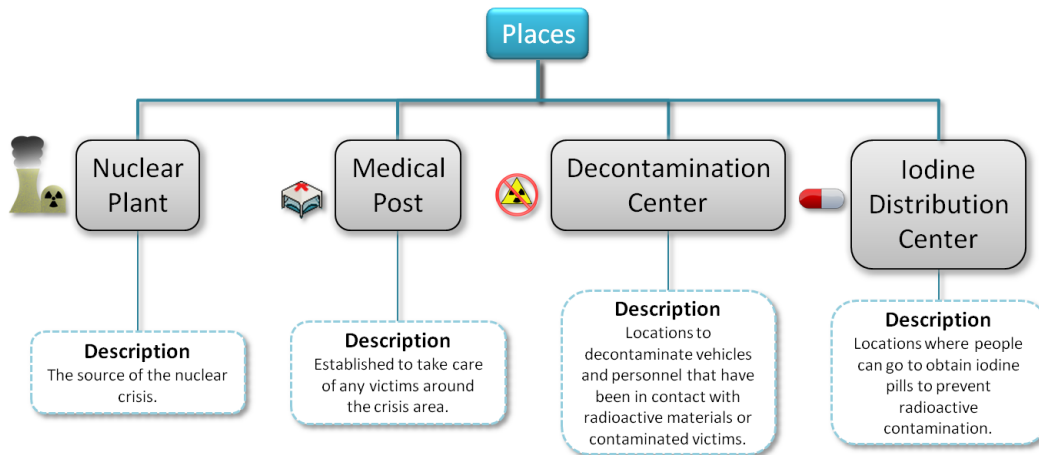 Places
Nuclear
Plant
Medical
Post
Decontamination
Center
Iodine
Distribution
Center
Description
The source of the nuclear
crisis.
Description
Established to take care
of any victims around
the crisis area.
Description
Locations to
decontaminate vehicles
and personnel that have
been in contact with
radioactive materials or
contaminated victims.
Description
Locations where people
can go to obtain iodine
pills to prevent
radioactive
contamination.